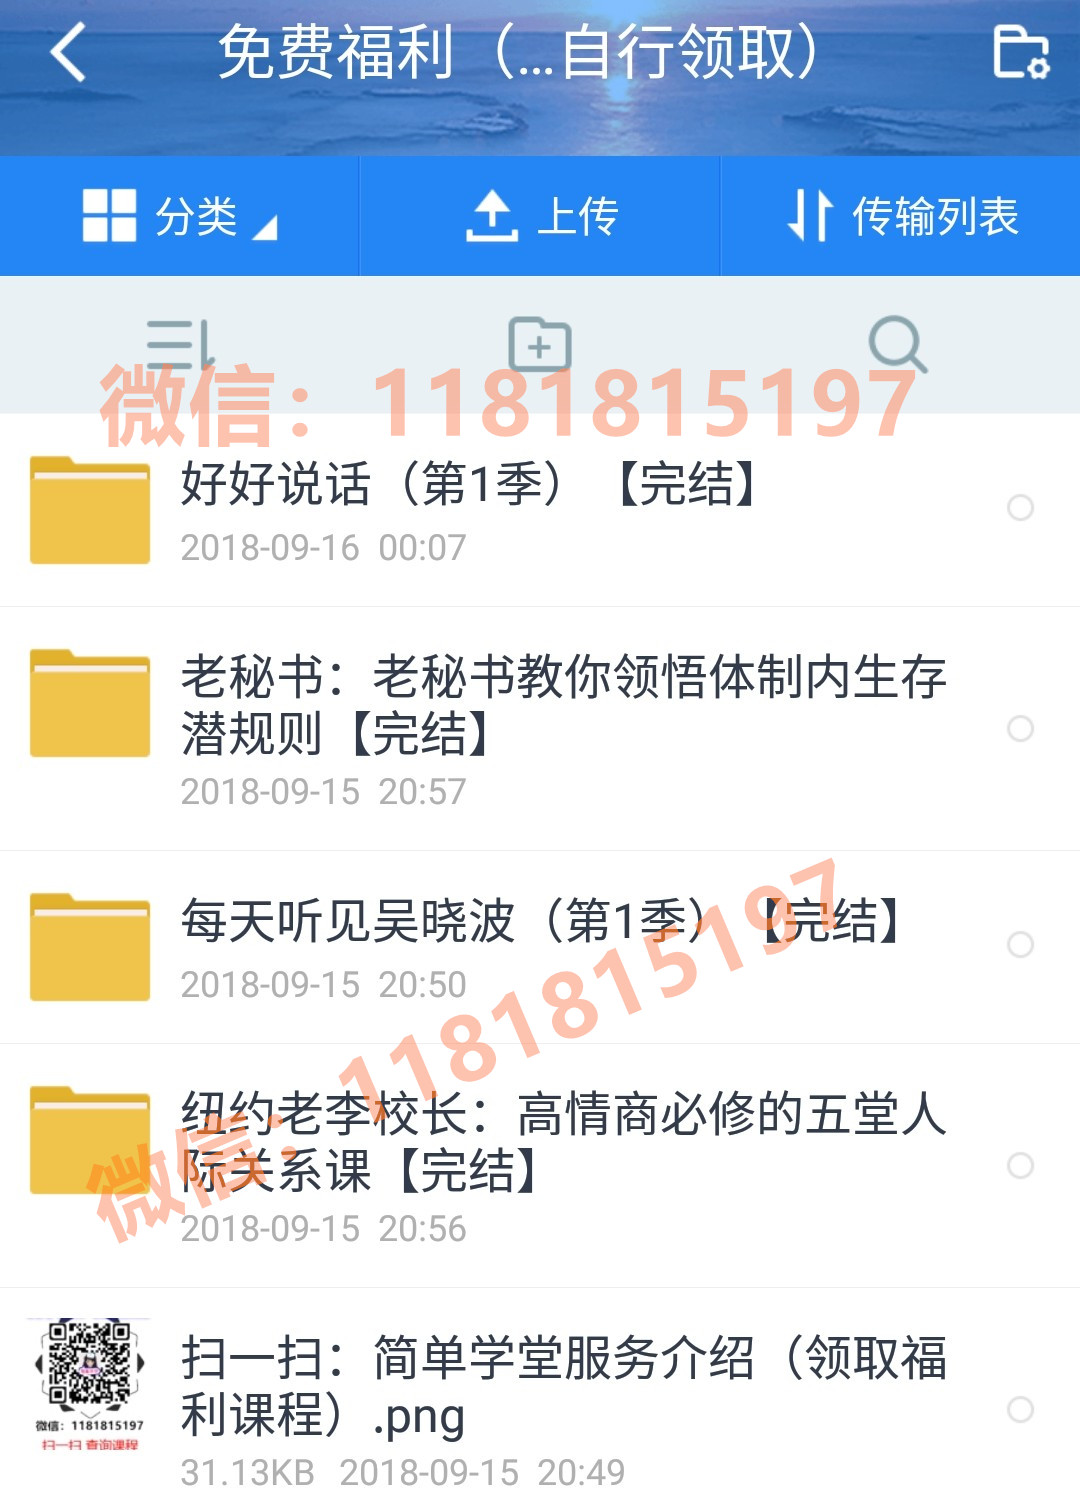 免费福利（...自行领取）
分类
上传
传输列表
微信：1181815197
好好说话（第1季）【完结】
2018-09-16 00:07
老秘书：老秘书教你领悟体制内生存
潜规则【完结】
2018-09-15 20:57
每天听见吴晓波（第1季）【完结】
2018-09-15 20:50
微信：1181815197
纽约老李校长：高情商必修的五堂人
际关系课【完结】
2018-09-15 20:56
扫一扫：简单学堂服务介绍（领取福
利课程）.png
31.13KB 2018-09-15 20:49
微信：1181815197
扫一扫 查询课程